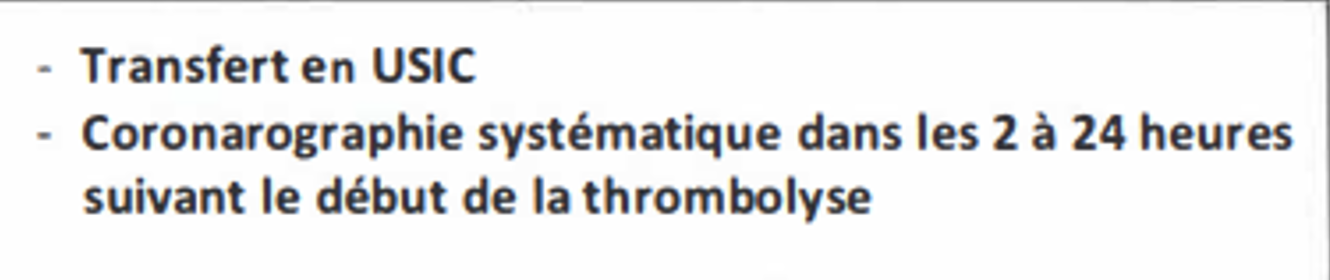 - Transfert en USIC
- Coronarographie systématique dans les 2 à 24 heures
suivant le début de la thrombolyse